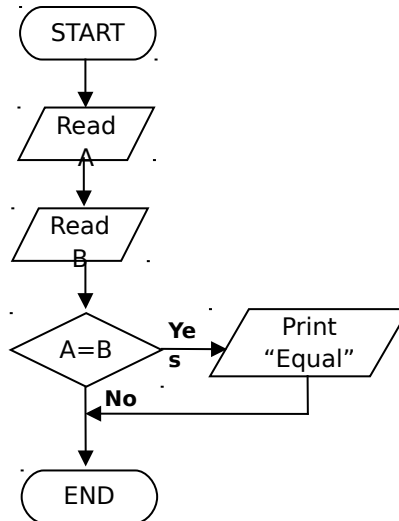 START
Read
A
Read
B
A=B
Ye
s
Print
“Equal”
No
END